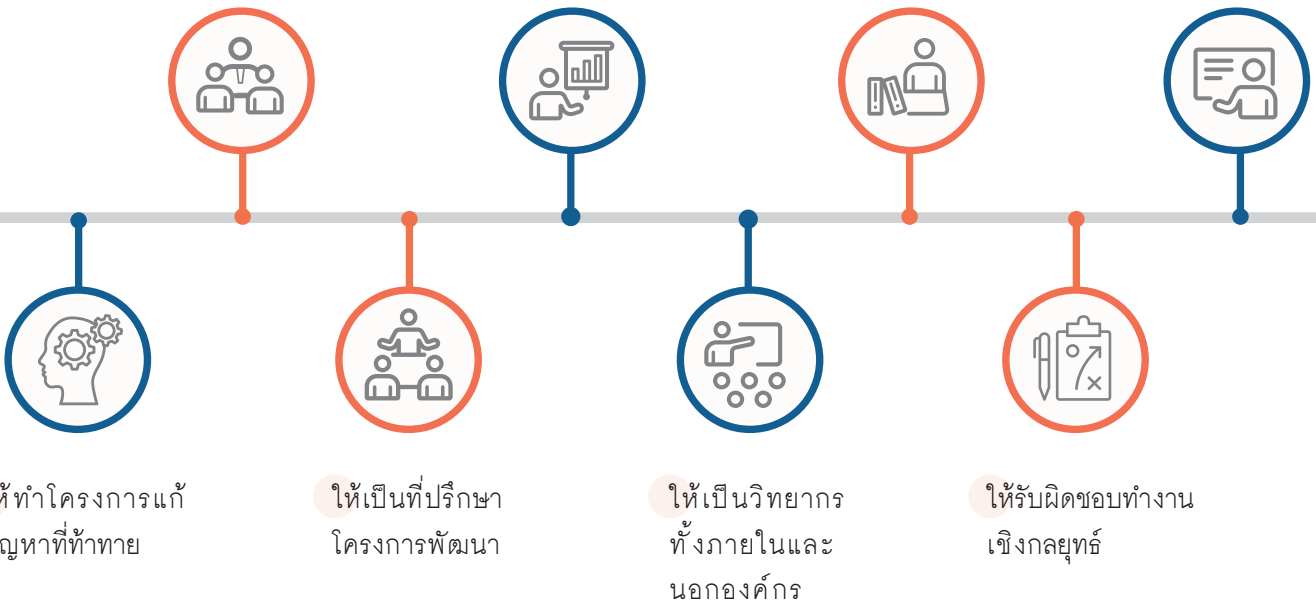 ห้ทำโครงการแก้
ญหาที่ท้าทาย
ให้เป็นที่ปรึกษา
โครงการพัฒนา
ให้เป็นวิทยากร
ทั้งภายในและ
นอกองค์กร
ให้รับผิดชอบทำงาน
เชิงกลยุทธ์